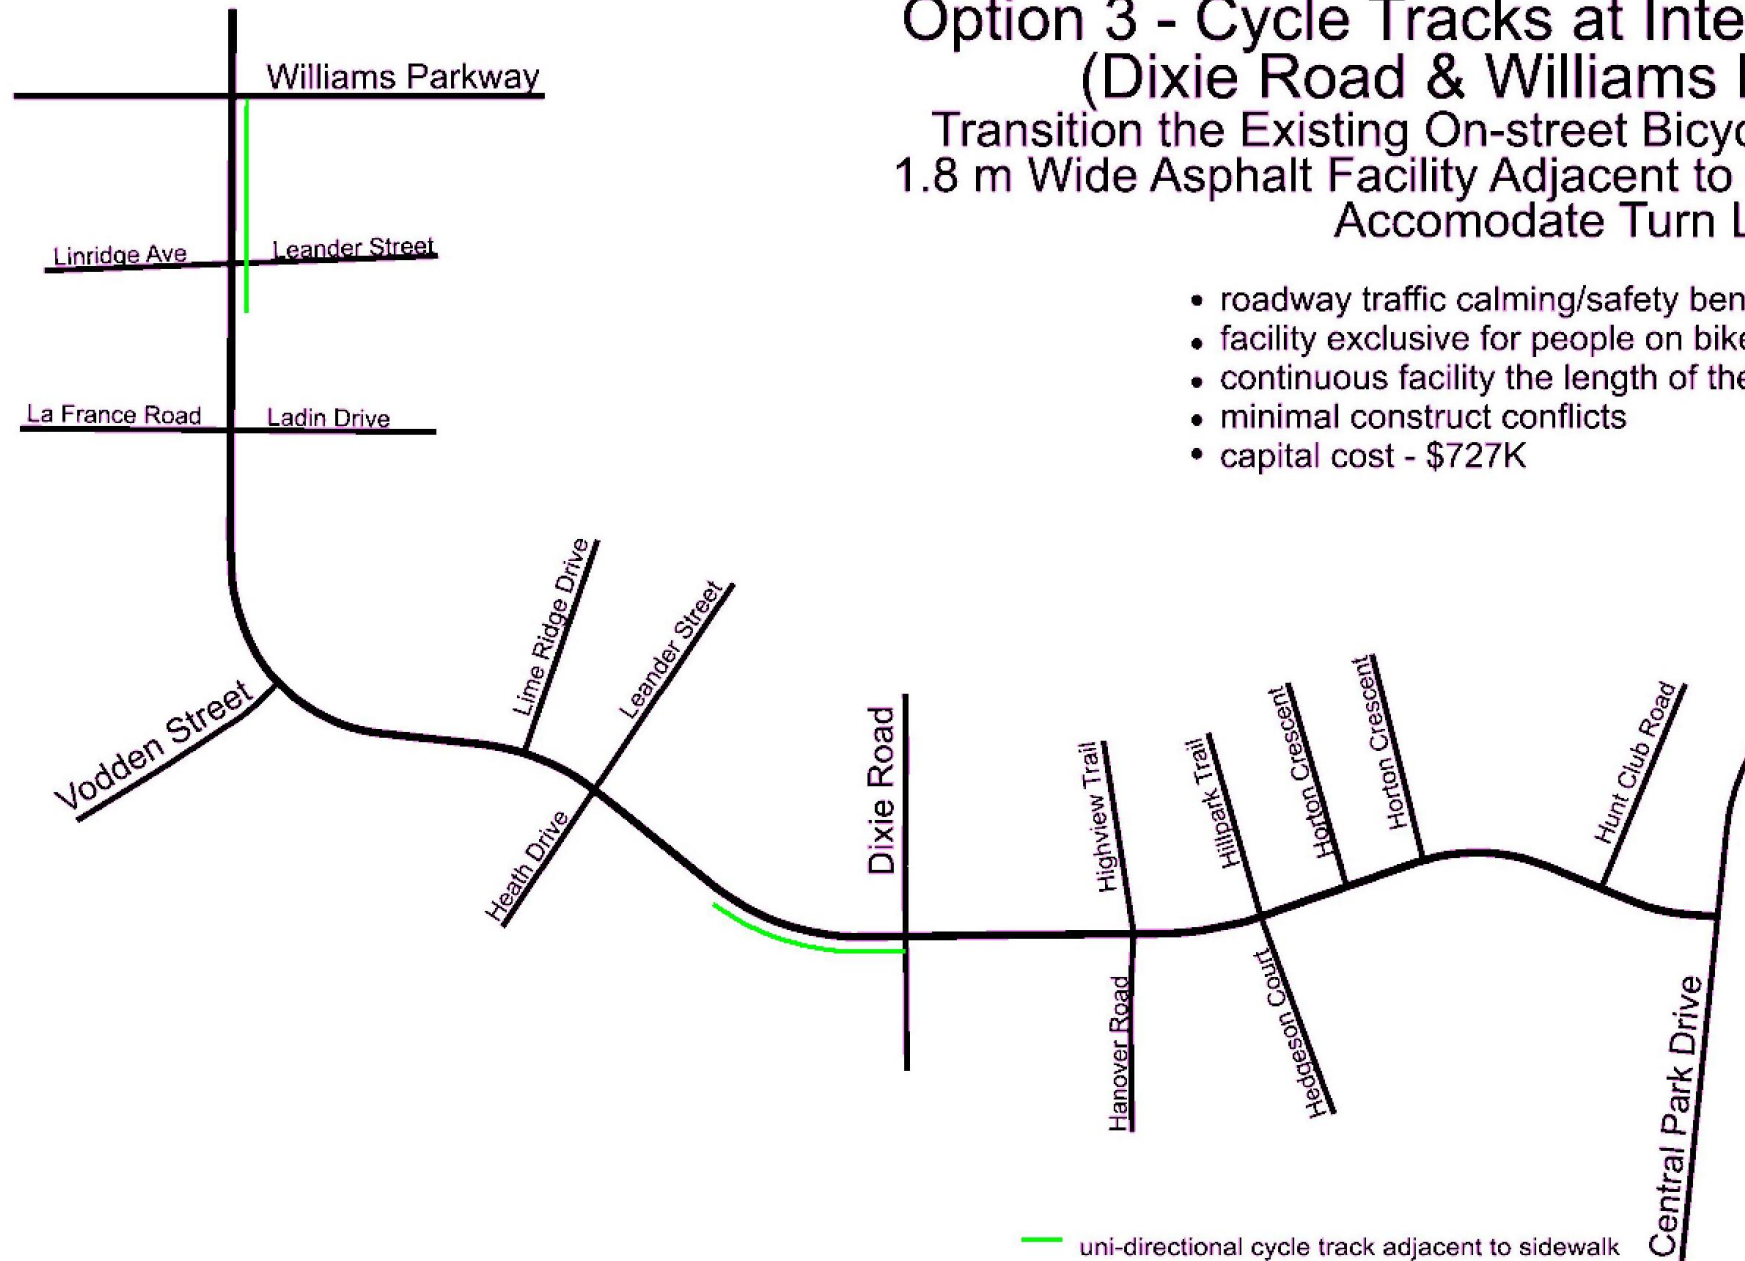 Option 3 - Cycle Tracks at Inte
(Dixie Road & Williams
Transition the Existing On-street Bicyc
1.8 m Wide Asphalt Facility Adjacent to
Accomodate Turn L
• roadway traffic calming/safety ben
• facility exclusive for people on bike
• continuous facility the length of the
• minimal construct conflicts
• capital cost - $727K
Williams Parkway
Linridge Ave
Leander Street
La France Road
Ladin Drive
Vodden Street
Lime Ridge Drive
Leander Street
Heath Drive
Dixie Road
Highview Trail
Hanover Road
Hillpark Trail
Hedgeson Court
Horton Crescent
Horton Crescent
Hunt Club Road
Central Park Drive
uni-directional cycle track adjacent to sidewalk